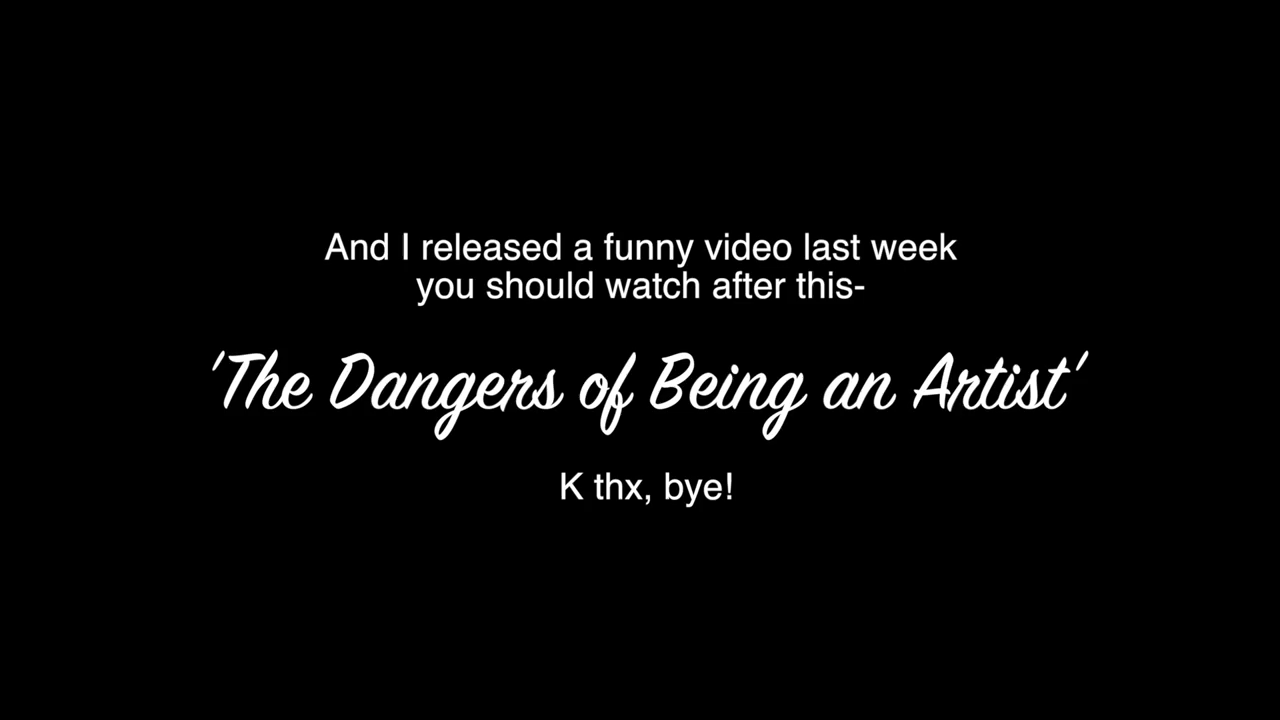 And I released a funny video last week
you should watch after this-
'The Dangers of Being an Artist'
K thx, bye!